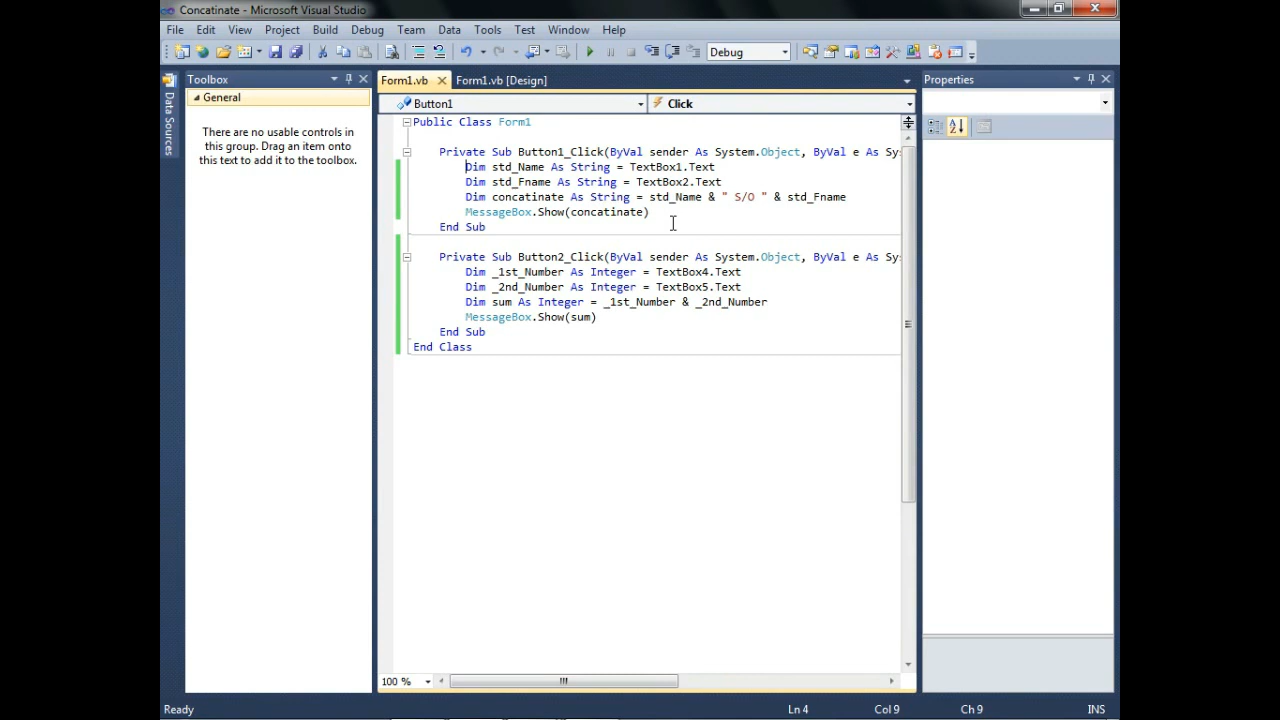 Concatinate - Microsoft Visual Studio
File Edit View Project Build Debug Team Data Tools Test Window Help
Debug
Data Sources
Toolbox
General
There are no usable controls in
this group. Drag an item onto
this text to add it to the toolbox.
Form1.vb Form1.vb [Design]
Button1 Click
Public Class Form1
Private Sub Button1_Click(ByVal sender As System.Object, ByVal e As Sy
Dim std_Name As String = TextBox1.Text
Dim std_Fname As String = TextBox2.Text
Dim concatinate As String = std_Name & " S/O " & std_Fname
MessageBox.Show(concatinate)
End Sub
Private Sub Button2_Click(ByVal sender As System.Object, ByVal e As Sy
Dim _1st_Number As Integer = TextBox4.Text
Dim _2nd_Number As Integer = TextBox5.Text
Dim sum As Integer = _1st_Number & _2nd_Number
MessageBox.Show(sum)
End Sub
End Class
100 %
Properties
Ready Ln 4 Col 9 Ch 9 INS